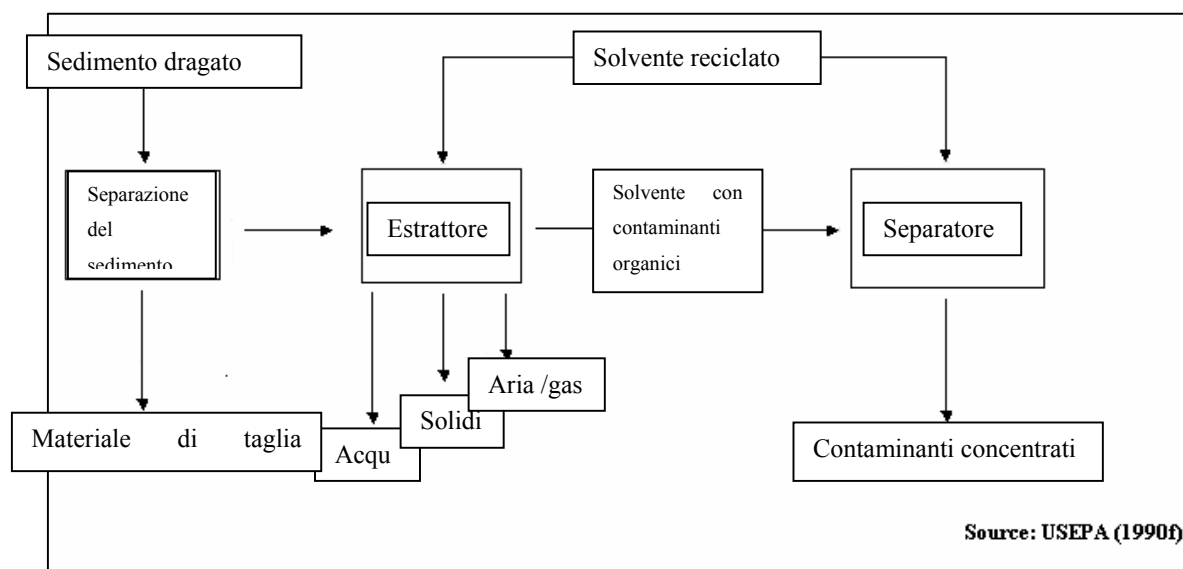 Sedimento dragato
Solvente reciclato
Separazione
del
sedimento
Estrattore
Solvente con
contaminanti
organici
Separatore
Aria /gas
Solidi
Materiale di taglia
Acqu
Contaminanti concentrati
Source: USEPA (1990f)